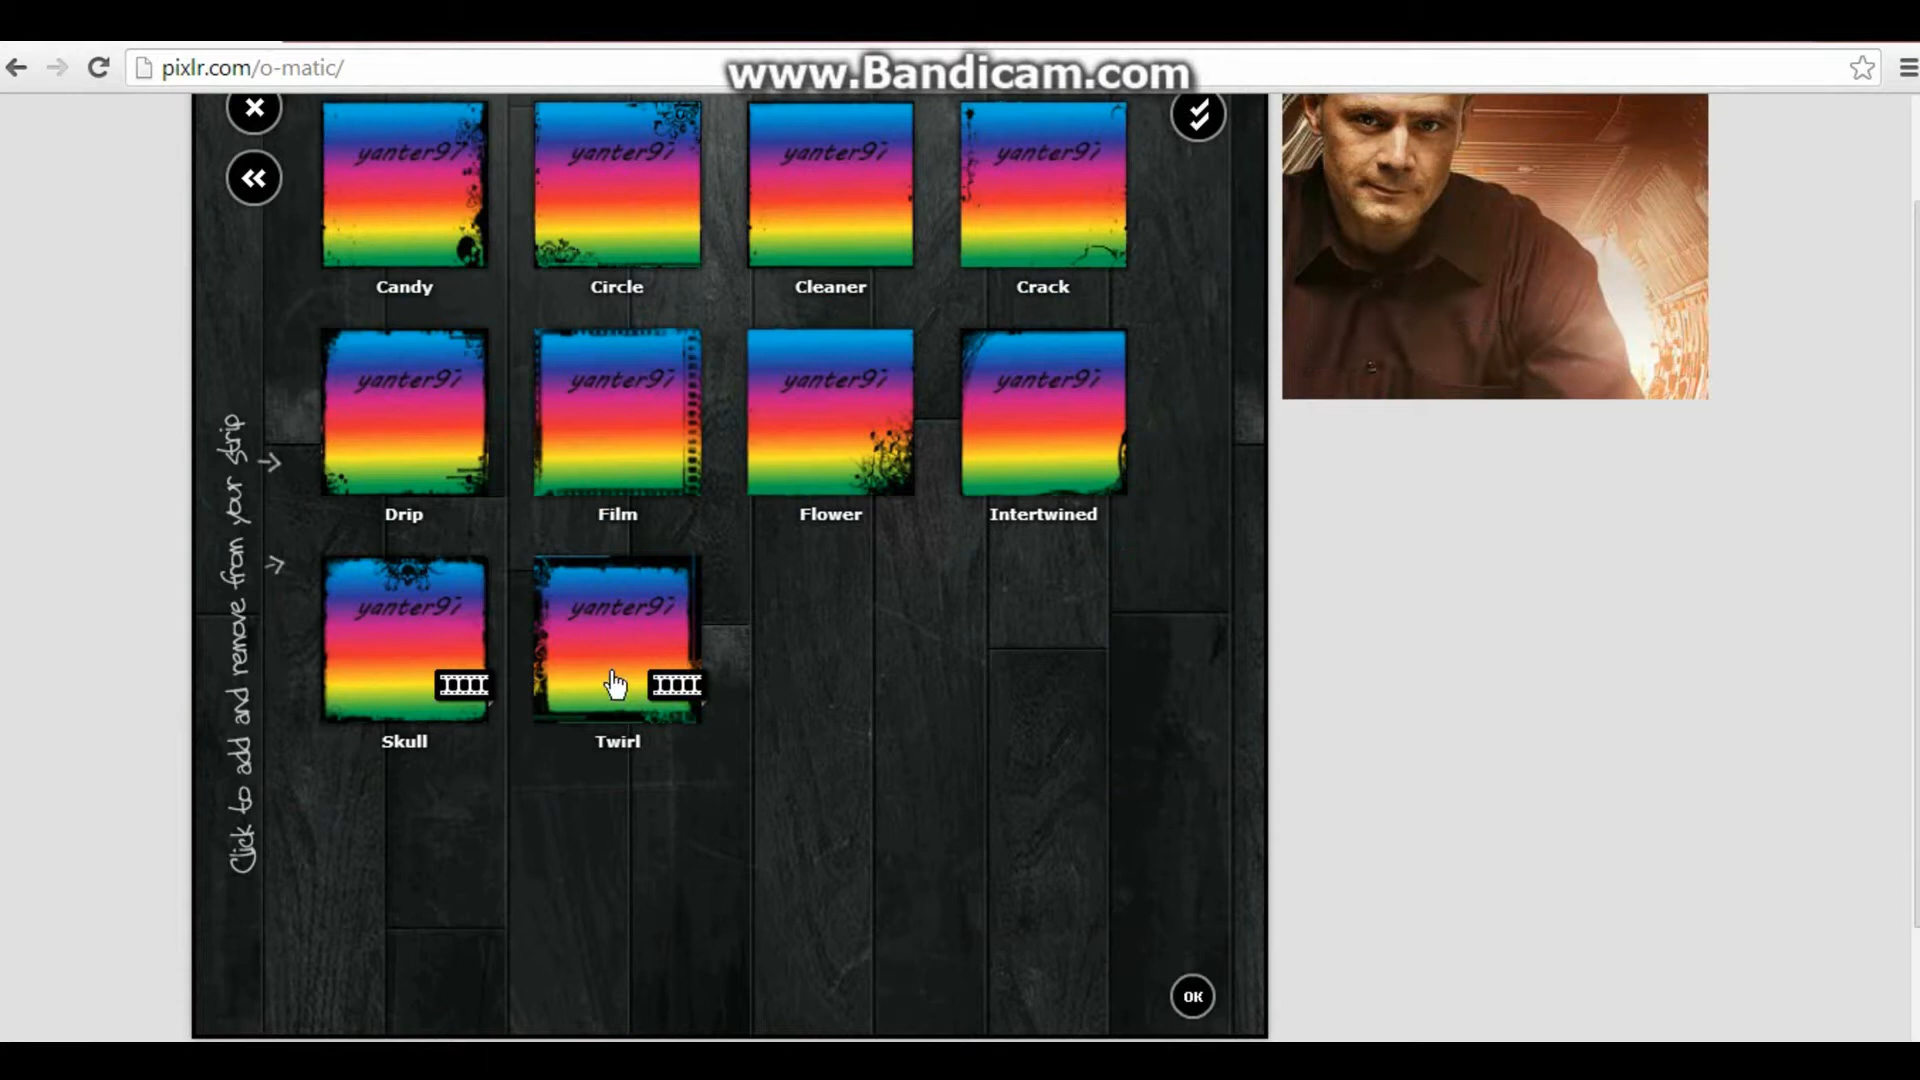 pixlr.com/o-matic/
www.Bandicam.com
yanter97 yanter97 yanter97 yanter97
Candy Circle Cleaner Crack
yanter97 yanter97 yanter97 yanter97
Drip Film Flower Intertwined
yanter97 yanter97
Skull Twirl
Click to add and remove from your strip
OK